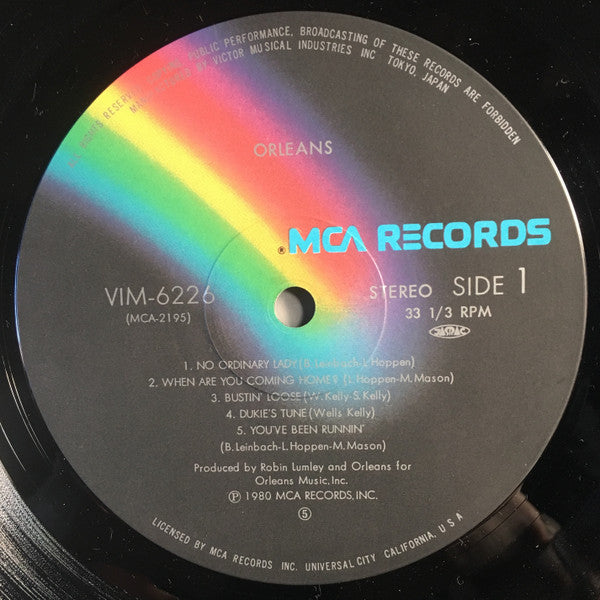 ALL RIGHTS RESERVED. COPYING, PUBLIC PERFORMANCE, BROADCASTING OF THESE RECORDS ARE FORBIDDEN
MANUFACTURED BY VICTOR MUSICAL INDUSTRIES INC TOKYO, JAPAN
ORLEANS
® MCA RECORDS
VIM-6226
STEREO SIDE 1
(MCA-2195)
33 1/3 RPM
JASRAC
1. NO ORDINARY LADY (B. Leinbach-L. Hoppen)
2. WHEN ARE YOU COMING HOME? (L. Hoppen-M. Mason)
3. BUSTIN' LOOSE (W. Kelly-S. Kelly)
4. DUKIE'S TUNE (Wells Kelly)
5. YOU'VE BEEN RUNNIN'
(B. Leinbach-L. Hoppen-M. Mason)
Produced by Robin Lumley and Orleans for
Orleans Music, Inc.
Ⓟ 1980 MCA RECORDS, INC.
⑤
LICENSED BY MCA RECORDS INC. UNIVERSAL CITY, CALIFORNIA, U.S.A